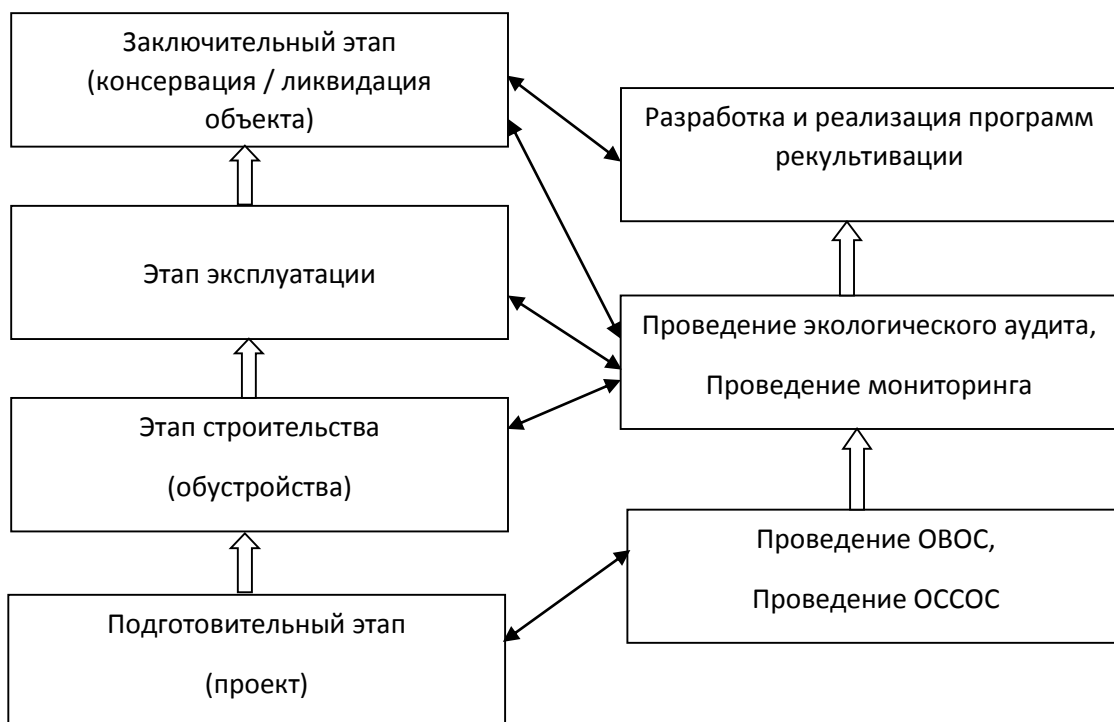 Заключительный этап
(консервация / ликвидация
объекта)
Разработка и реализация программ
рекультивации
Этап эксплуатации
Проведение экологического аудита,
Проведение мониторинга
Этап строительства
(обустройства)
Проведение ОВОС,
Проведение ОССОС
Подготовительный этап
(проект)